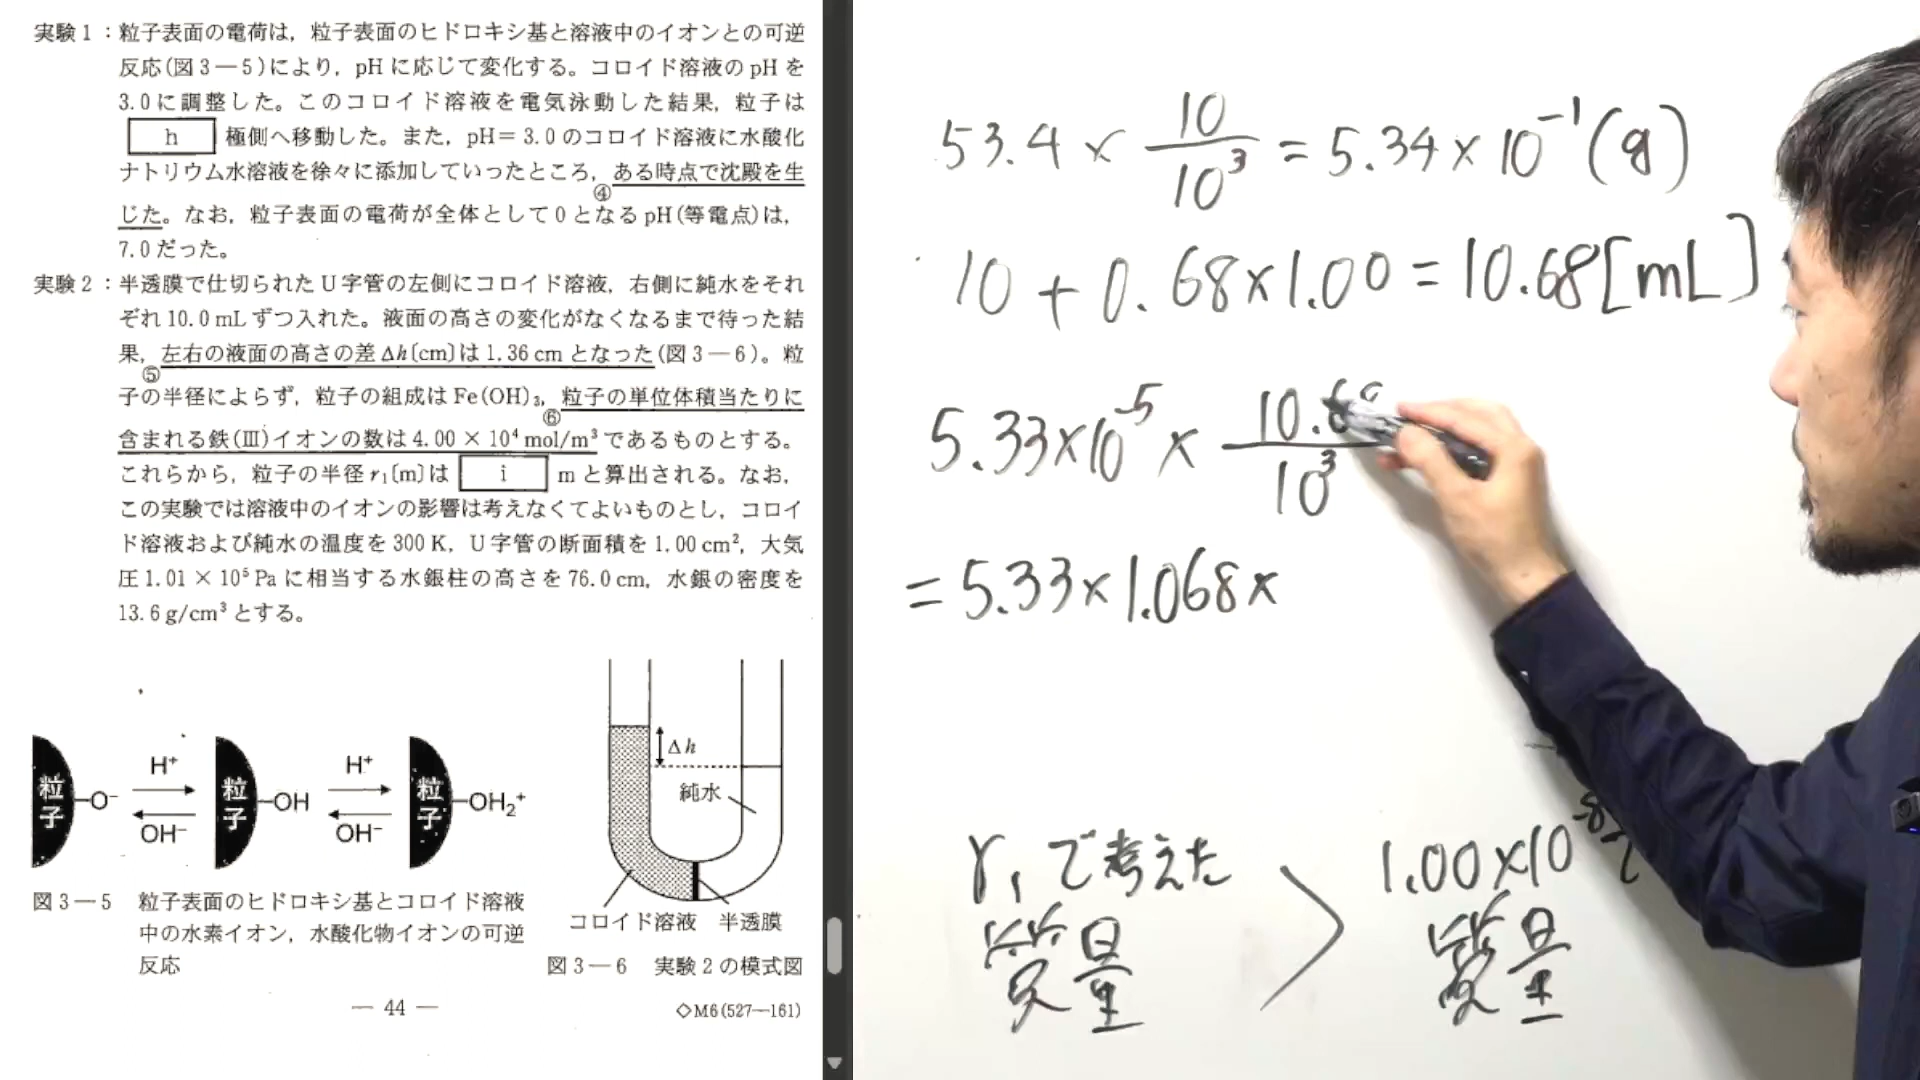 実験1：粒子表面の電荷は，粒子表面のヒドロキシ基と溶液中のイオンとの可逆
反応(図3—5)により，pHに応じて変化する。コロイド溶液のpHを
3.0に調整した。このコロイド溶液を電気泳動した結果，粒子は
h 極側へ移動した。また，pH＝3.0のコロイド溶液に水酸化
ナトリウム水溶液を徐々に添加していったところ，ある時点で沈殿を生
④
じた。なお，粒子表面の電荷が全体として0となるpH(等電点)は，
7.0だった。
実験2：半透膜で仕切られたU字管の左側にコロイド溶液，右側に純水をそれ
ぞれ10.0mLずつ入れた。液面の高さの変化がなくなるまで待った結
果，左右の液面の高さの差Δh〔cm〕は1.36cmとなった(図3—6)。粒
⑤
子の半径によらず，粒子の組成はFe(OH)₃，粒子の単位体積当たりに
⑥
含まれる鉄(Ⅲ)イオンの数は4.00×10⁴mol/m³であるものとする。
これらから，粒子の半径r₁〔m〕は i mと算出される。なお，
この実験では溶液中のイオンの影響は考えなくてよいものとし，コロイ
ド溶液および純水の温度を300K，U字管の断面積を1.00cm²，大気
圧1.01×10⁵Paに相当する水銀柱の高さを76.0cm，水銀の密度を
13.6g/cm³とする。
粒子 –O⁻ H⁺ OH⁻ 粒子 –OH H⁺ OH⁻ 粒子 –OH₂⁺
図3—5 粒子表面のヒドロキシ基とコロイド溶液
中の水素イオン，水酸化物イオンの可逆
反応
Δh
純水
コロイド溶液 半透膜
図3—6 実験2の模式図
— 44 —
◇M6(527—161)
53.4 × 10/10³ = 5.34 × 10⁻¹ (g)
10 + 0.68×1.00 = 10.68 [mL]
5.33×10⁻⁵ × 10.6 /10³
= 5.33×1.068×
r₁で考えた
質量
>
1.00×10
質量